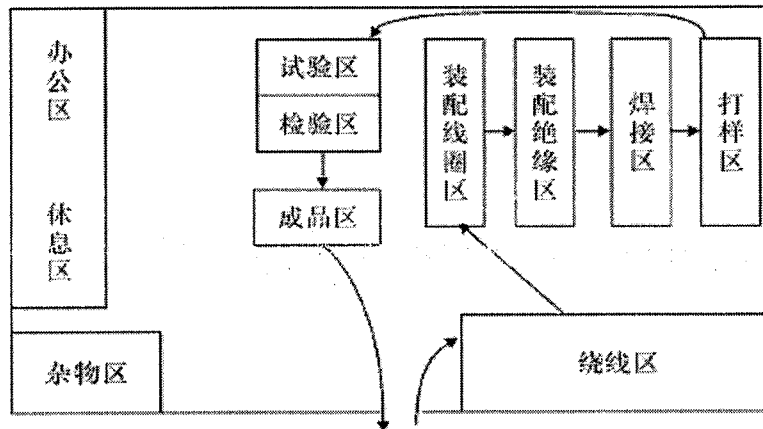 办公区
休息区
试验区
检验区
成品区
装配线圈区
装配绝缘区
焊接区
打样区
杂物区
绕线区